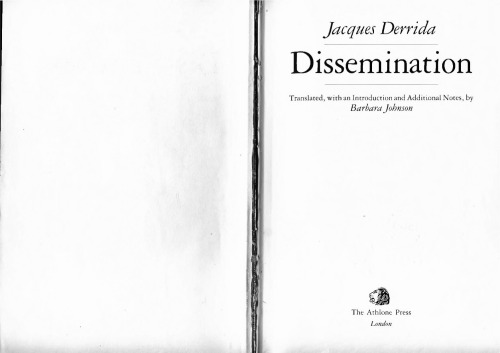 Jacques Derrida
Dissemination
Translated, with an Introduction and Additional Notes, by
Barbara Johnson
The Athlone Press
London